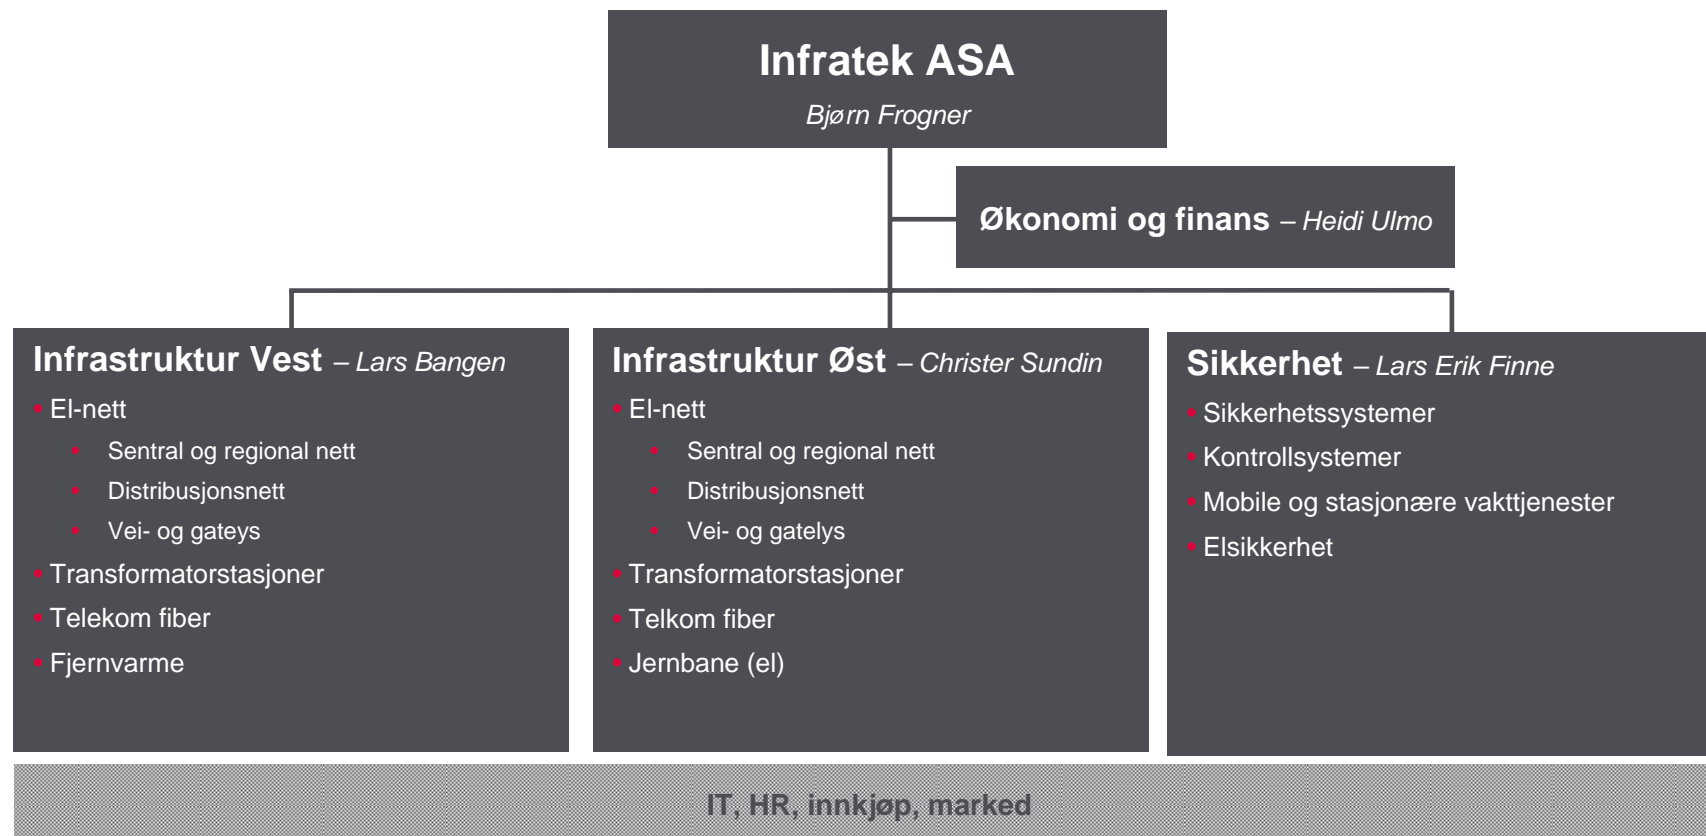 Infratek ASA
Bjørn Frogner
Økonomi og finans – Heidi Ulmo
Infrastruktur Vest – Lars Bangen
El-nett
Sentral og regional nett
Distribusjonsnett
Vei- og gateys
Transformatorstasjoner
Telekom fiber
Fjernvarme
Infrastruktur Øst – Christer Sundin
El-nett
Sentral og regional nett
Distribusjonsnett
Vei- og gatelys
Transformatorstasjoner
Telkom fiber
Jernbane (el)
Sikkerhet – Lars Erik Finne
Sikkerhetssystemer
Kontrollsystemer
Mobile og stasjonære vakttjenester
Elsikkerhet
IT, HR, innkjøp, marked